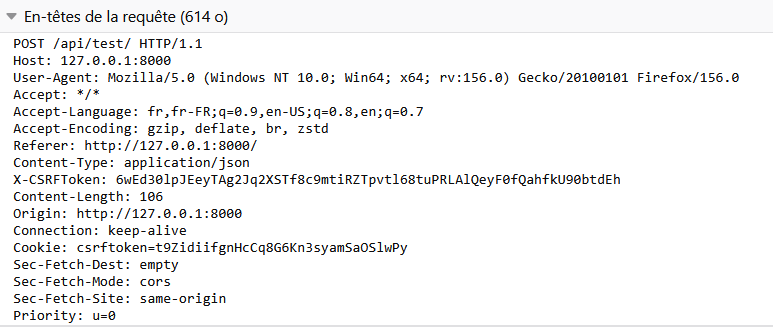 En-têtes de la requête (614 o)
POST /api/test/ HTTP/1.1
Host: 127.0.0.1:8000
User-Agent: Mozilla/5.0 (Windows NT 10.0; Win64; x64; rv:156.0) Gecko/20100101 Firefox/156.0
Accept: */*
Accept-Language: fr,fr-FR;q=0.9,en-US;q=0.8,en;q=0.7
Accept-Encoding: gzip, deflate, br, zstd
Referer: http://127.0.0.1:8000/
Content-Type: application/json
X-CSRFToken: 6wEd30lpJEeyTAg2Jq2XSTf8c9mtiRZTpvtl68tuPRLAlQeyF0fQahfkU90btdEh
Content-Length: 106
Origin: http://127.0.0.1:8000
Connection: keep-alive
Cookie: csrftoken=t9ZidiifgnHcCq8G6Kn3syamSaOSlwPy
Sec-Fetch-Dest: empty
Sec-Fetch-Mode: cors
Sec-Fetch-Site: same-origin
Priority: u=0